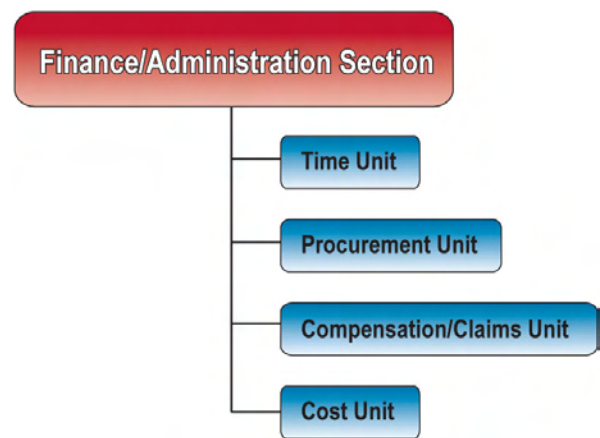 Finance/Administration Section
Time Unit
Procurement Unit
Compensation/Claims Unit
Cost Unit